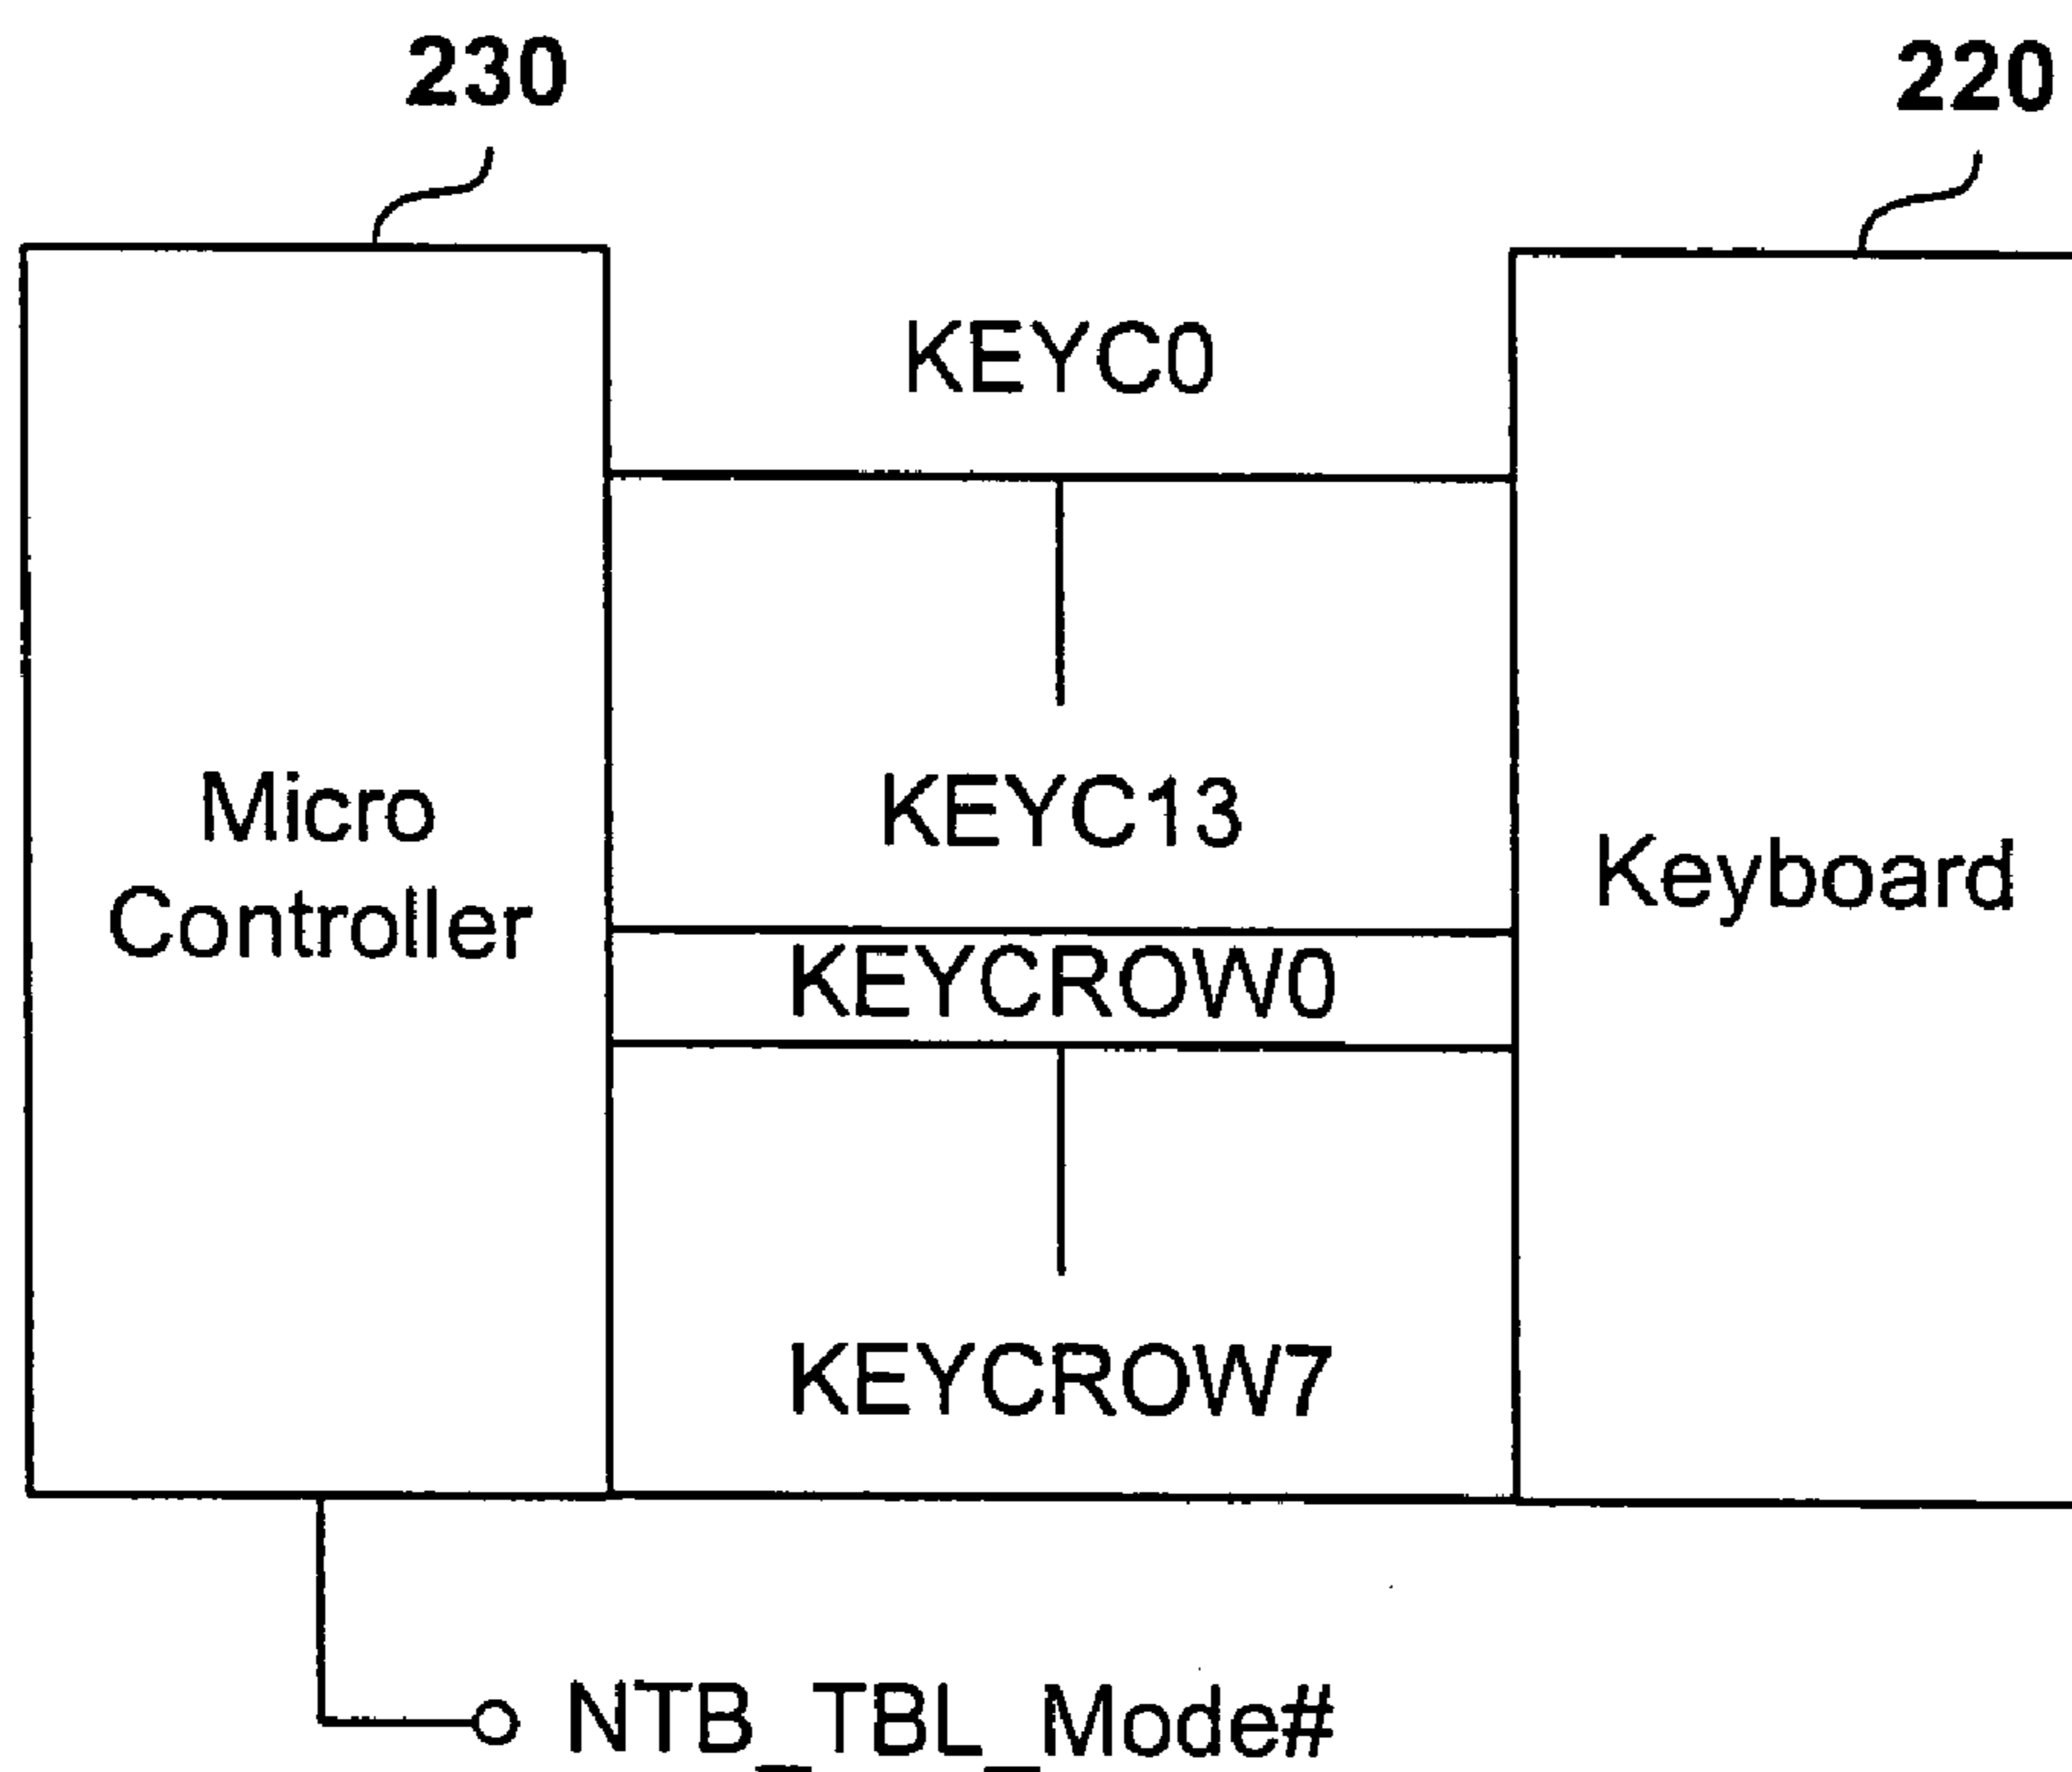 230
220
KEYC0
KEYC13
Micro
Controller
Keyboard
KEYCROW0
KEYCROW7
NTB_TBL_Mode#